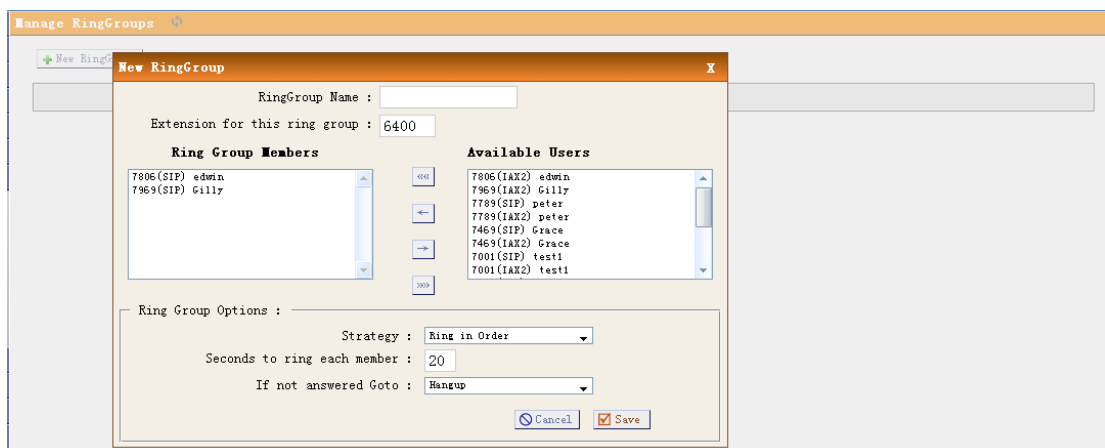 Manage RingGroups
New RingG
New RingGroup X
RingGroup Name :
Extension for this ring group : 6400
Ring Group Members
Available Users
7806(SIP) edwin
7969(SIP) Gilly
7806(IAX2) edwin
7969(IAX2) Gilly
7789(SIP) peter
7789(IAX2) peter
7469(SIP) Grace
7469(IAX2) Grace
7001(SIP) test1
7001(IAX2) test1
Ring Group Options :
Strategy : Ring in Order
Seconds to ring each member : 20
If not answered Goto : Hangup
Cancel Save